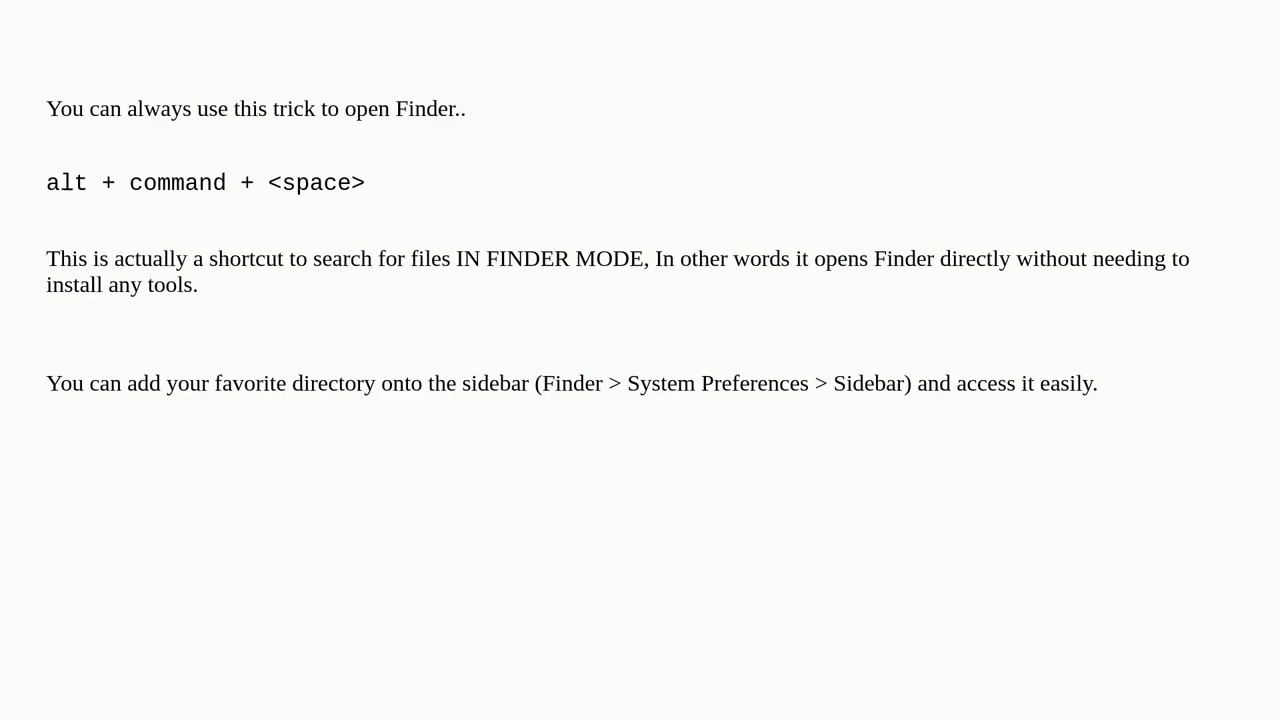 You can always use this trick to open Finder..
alt + command + <space>
This is actually a shortcut to search for files IN FINDER MODE, In other words it opens Finder directly without needing to
install any tools.
You can add your favorite directory onto the sidebar (Finder > System Preferences > Sidebar) and access it easily.